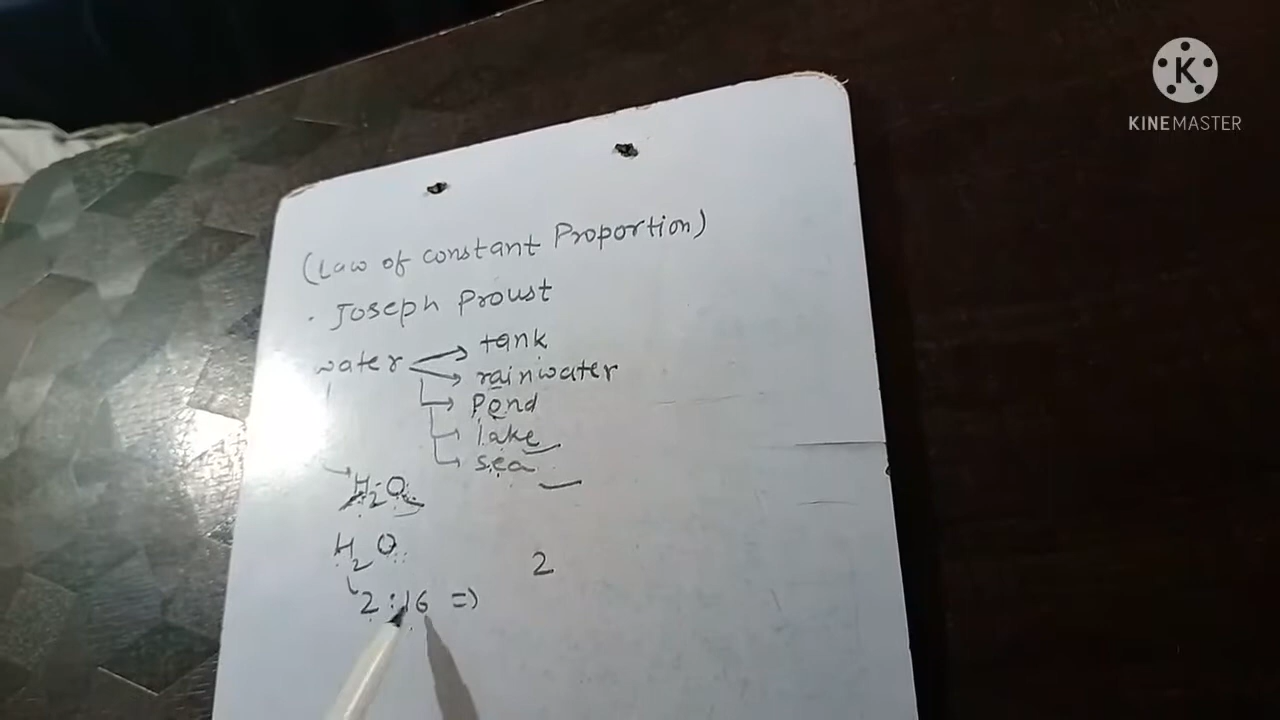 KINEMASTER
(Law of constant Proportion)
. Joseph Proust
water → tank
→ rainwater
→ Pond
→ lake
→ sea
H2O
H2O
2
2:16 =>